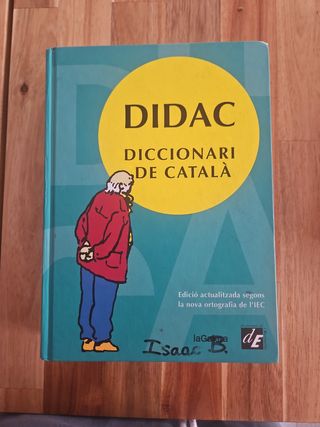 DIDAC
DICCIONARI
DE CATALÀ
Edició actualitzada segons
la nova ortografia de l'IEC
laGalera
dE
Isaac B.